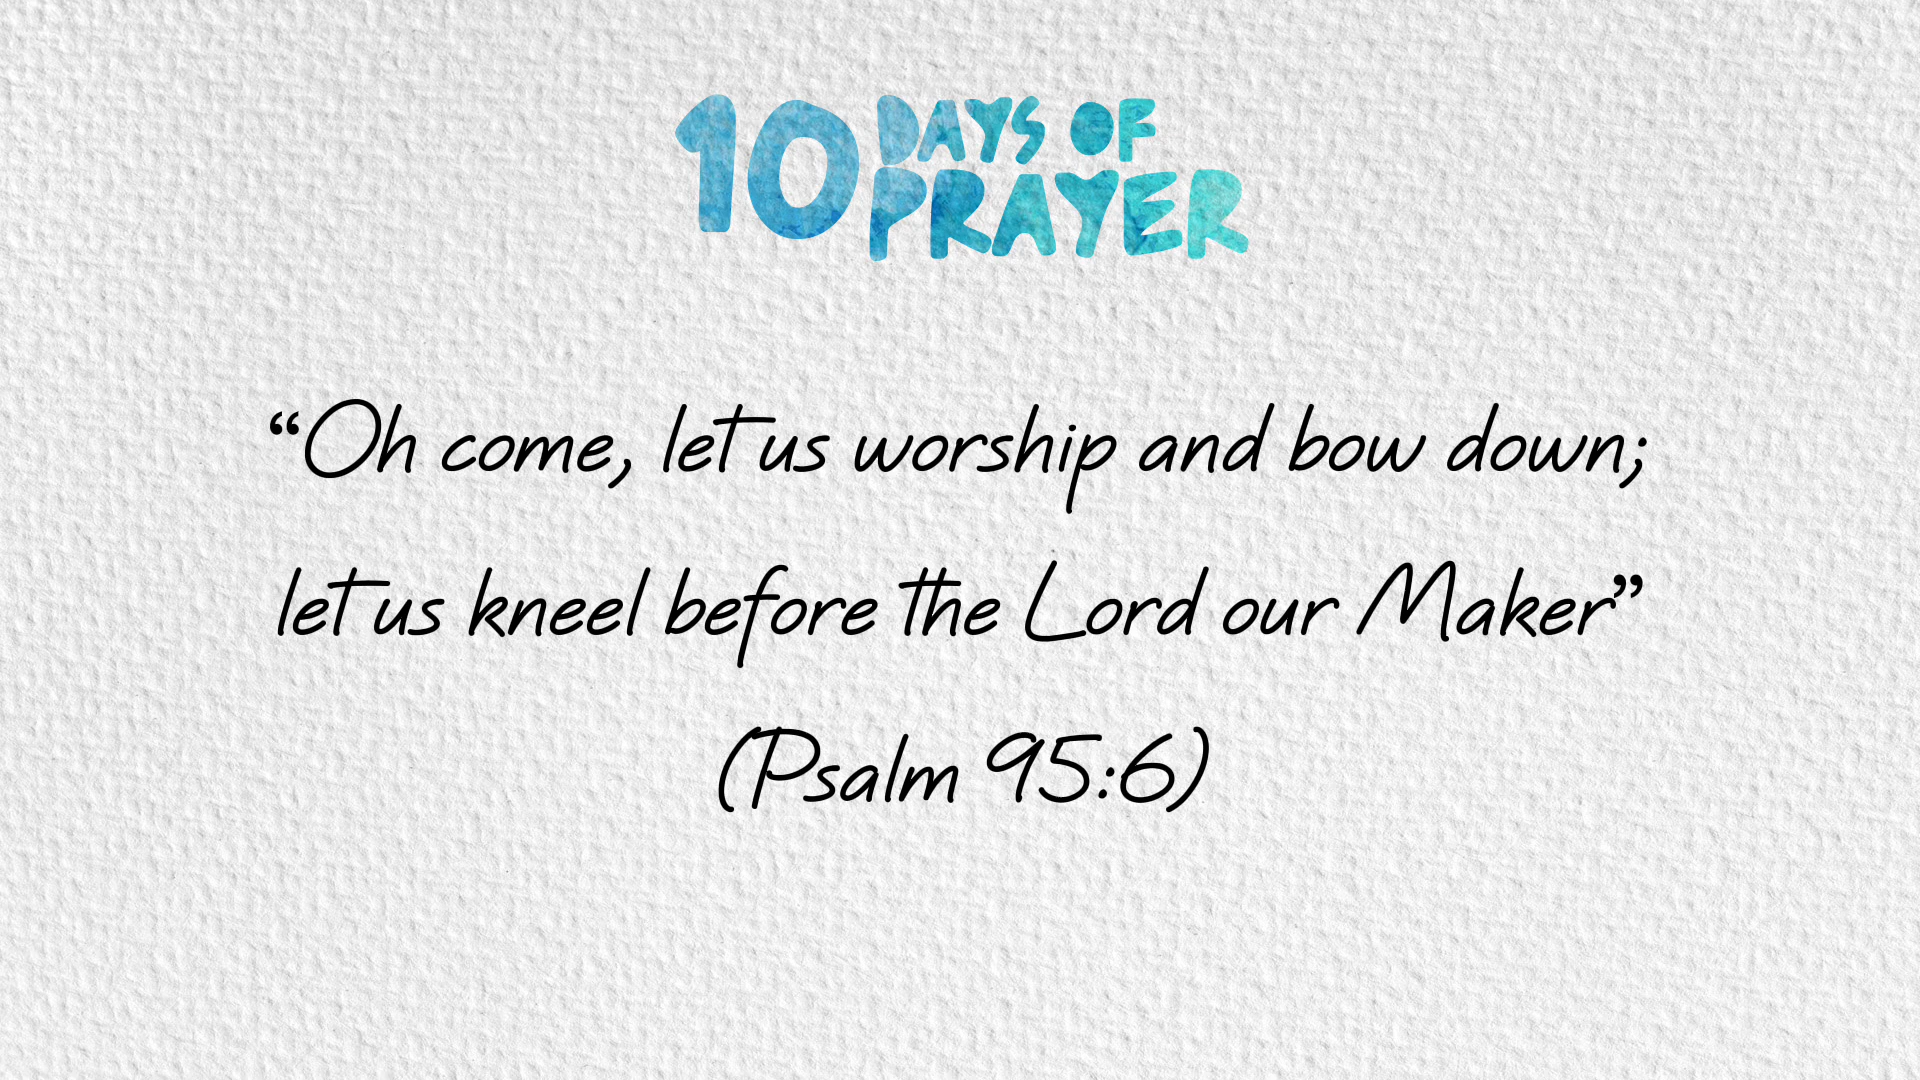 10 DAYS OF
PRAYER
“Oh come, let us worship and bow down;
let us kneel before the Lord our Maker”
(Psalm 95:6)